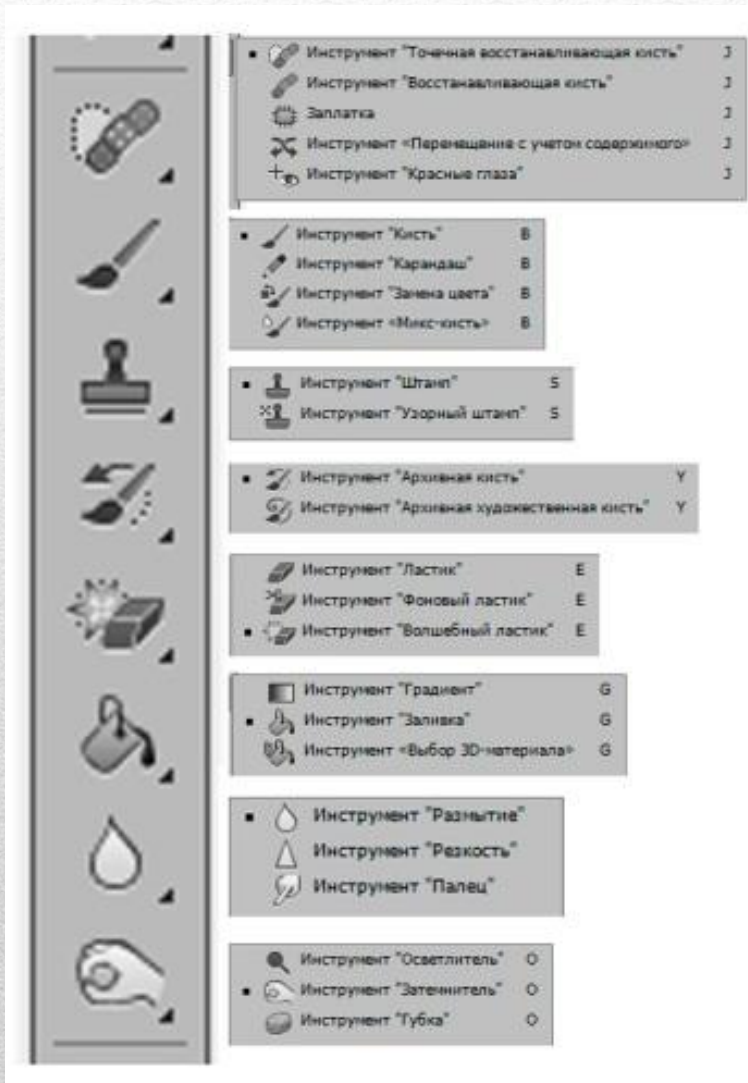 Инструмент "Точечная восстанавливающая кисть" J
Инструмент "Восстанавливающая кисть" J
Заплатка J
Инструмент «Перемещение с учетом содержимого» J
Инструмент "Красные глаза" J
Инструмент "Кисть" B
Инструмент "Карандаш" B
Инструмент "Замена цвета" B
Инструмент «Микс-кисть» B
Инструмент "Штамп" S
Инструмент "Узорный штамп" S
Инструмент "Архивная кисть" Y
Инструмент "Архивная художественная кисть" Y
Инструмент "Ластик" E
Инструмент "Фоновый ластик" E
Инструмент "Волшебный ластик" E
Инструмент "Градиент" G
Инструмент "Заливка" G
Инструмент «Выбор 3D-материала» G
Инструмент "Размытие"
Инструмент "Резкость"
Инструмент "Палец"
Инструмент "Осветлитель" O
Инструмент "Затемнитель" O
Инструмент "Губка" O